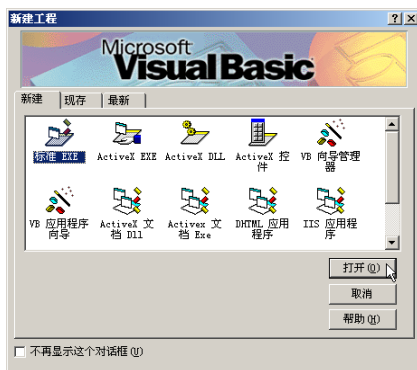 新建工程
Microsoft
Visual Basic
新建 现存 最新
标准 EXE ActiveX EXE ActiveX DLL ActiveX 控件 VB 向导管理器
VB 应用程序向导 ActiveX 文档 Dll Activex 文档 Exe DHTML 应用程序 IIS 应用程序
打开(O)
取消
帮助(H)
不再显示这个对话框(U)